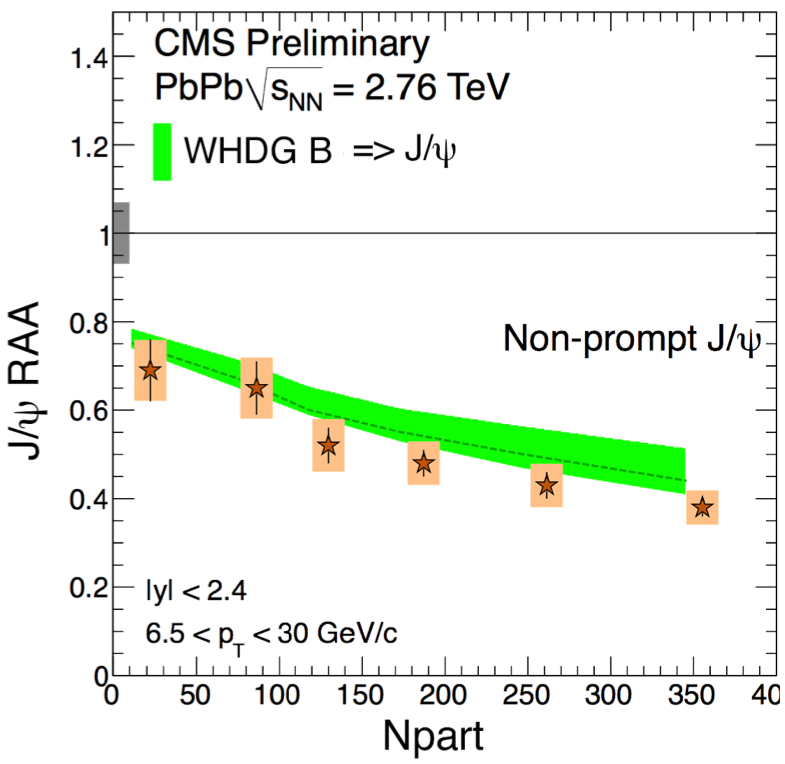 CMS Preliminary
PbPb√sNN = 2.76 TeV
WHDG B => J/ψ
1.4
1.2
1
0.8
0.6
0.4
0.2
0
J/ψ RAA
Non-prompt J/ψ
|y| < 2.4
6.5 < pT < 30 GeV/c
0 50 100 150 200 250 300 350 40
Npart